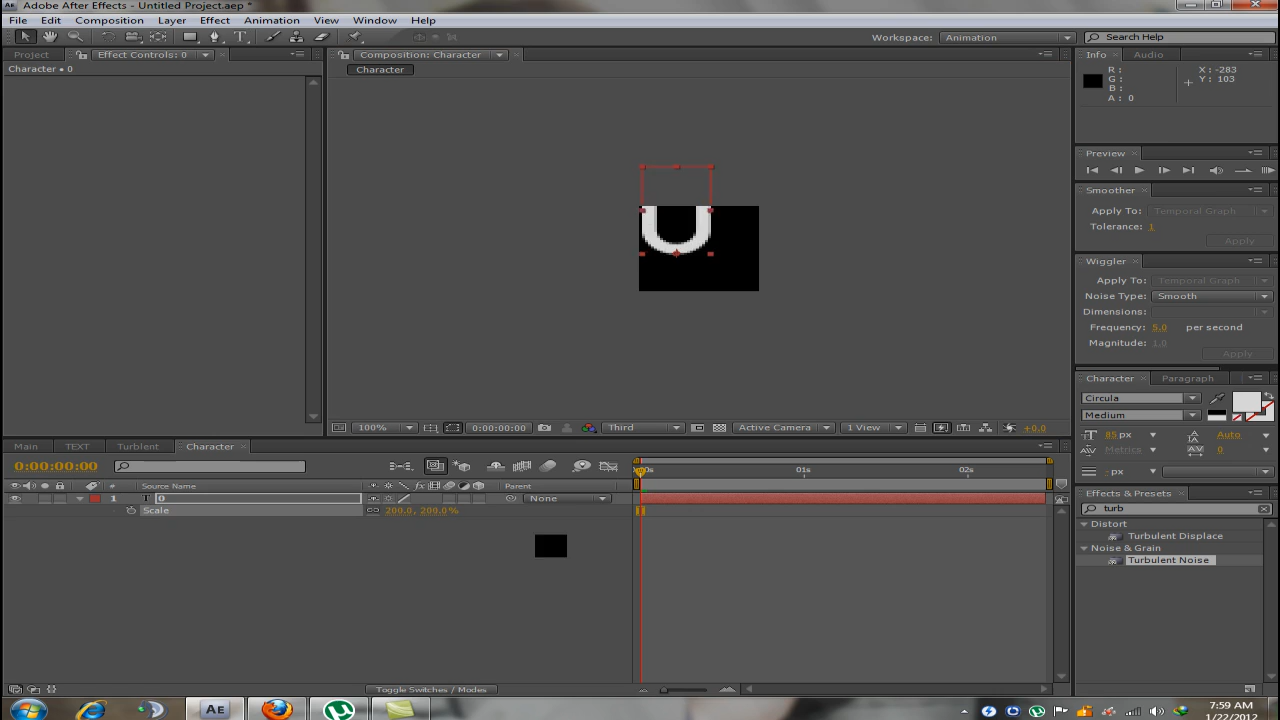 Adobe After Effects - Untitled Project.aep *
File Edit Composition Layer Effect Animation View Window Help
Workspace: Animation Search Help
Project Effect Controls: 0 Composition: Character Info Audio
Character • 0
Character
R :
G :
B :
A : 0
X : -283
Y : 103
Preview
Smoother
Apply To: Temporal Graph
Tolerance: 1
Apply
Wiggler
Apply To: Temporal Graph
Noise Type: Smooth
Dimensions:
Frequency: 5.0 per second
Magnitude: 1.0
Apply
Character Paragraph
Circula
Medium
85 px Auto
Metrics 0
- px
Effects & Presets
turb
Distort
Turbulent Displace
Noise & Grain
Turbulent Noise
100% 0:00:00:00 Third Active Camera 1 View +0.0
Main TEXT Turbulent Character
0:00:00:00
01s 02s
# Source Name Parent
1 T 0 None
Scale 200.0, 200.0%
Toggle Switches / Modes
AE
7:59 AM
1/22/2012